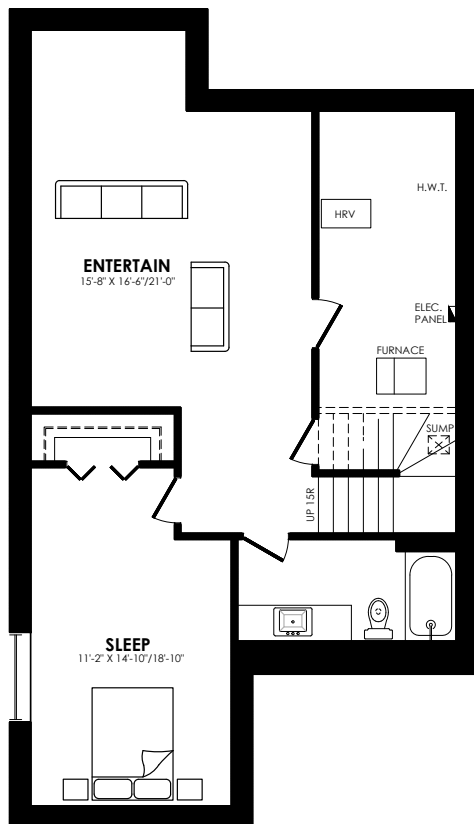 H.W.T.
HRV
ENTERTAIN
15'-8" X 16'-6"/21'-0"
ELEC.
PANEL
FURNACE
SUMP
UP 15R
SLEEP
11'-2" X 14'-10"/18'-10"